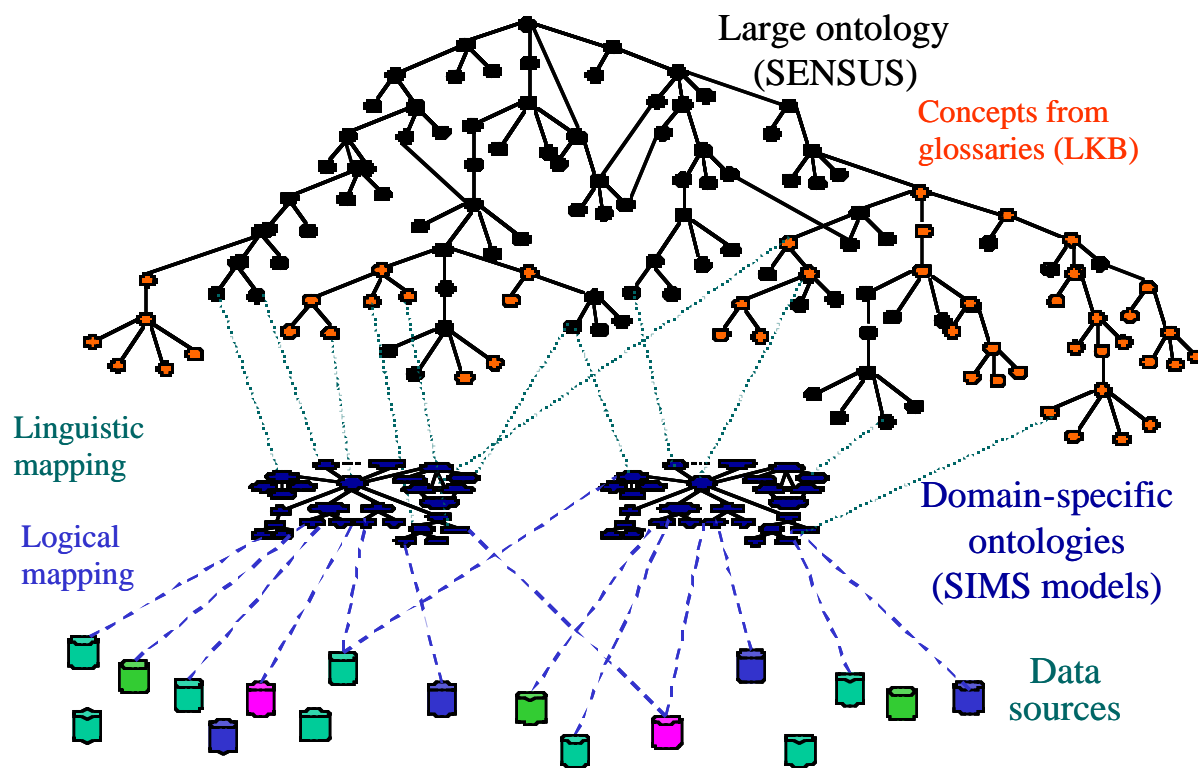 Large ontology
(SENSUS)
Concepts from
glossaries (LKB)
Linguistic
mapping
Logical
mapping
Domain-specific
ontologies
(SIMS models)
Data
sources